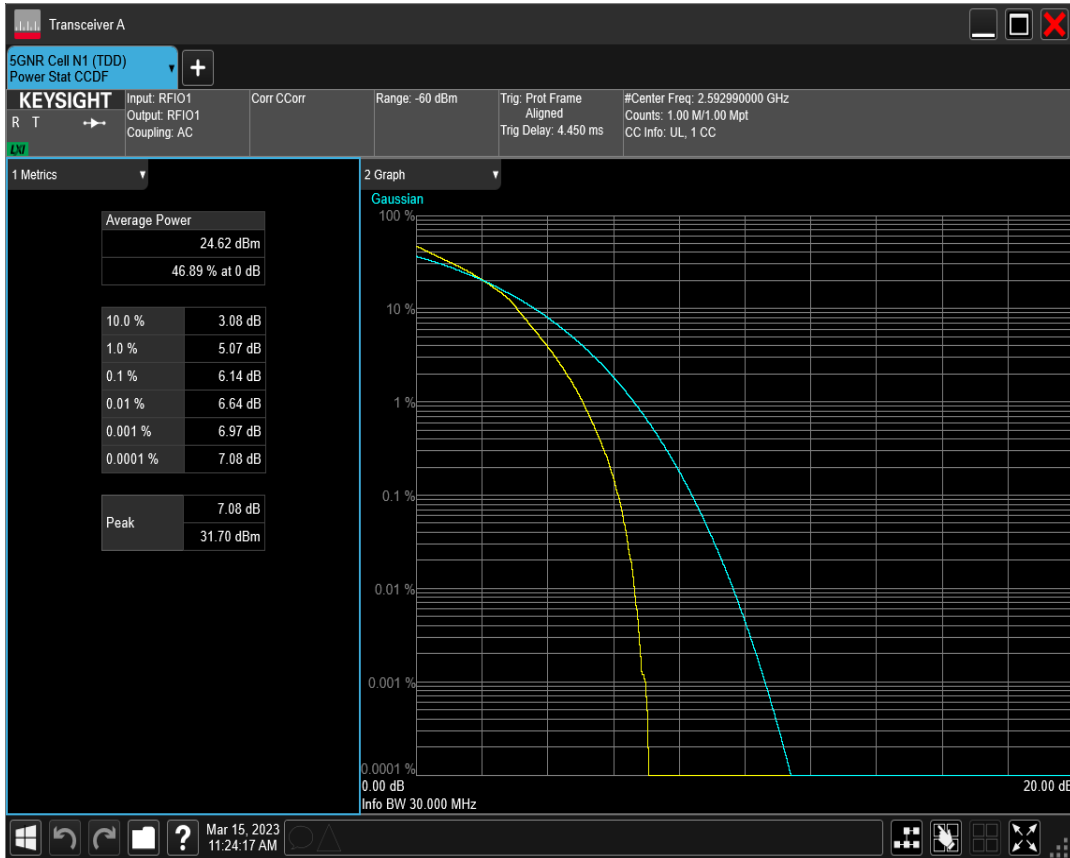 Transceiver A
5GNR Cell N1 (TDD)
Power Stat CCDF
+
KEYSIGHT
R T
LXI
Input: RFIO1
Output: RFIO1
Coupling: AC
Corr CCorr
Range: -60 dBm
Trig: Prot Frame
Aligned
Trig Delay: 4.450 ms
#Center Freq: 2.592990000 GHz
Counts: 1.00 M/1.00 Mpt
CC Info: UL, 1 CC
1 Metrics
Average Power
24.62 dBm
46.89 % at 0 dB
10.0 % 3.08 dB
1.0 % 5.07 dB
0.1 % 6.14 dB
0.01 % 6.64 dB
0.001 % 6.97 dB
0.0001 % 7.08 dB
Peak 7.08 dB
31.70 dBm
2 Graph
Gaussian
100 %
10 %
1 %
0.1 %
0.01 %
0.001 %
0.0001 %
0.00 dB 20.00 dB
Info BW 30.000 MHz
?
Mar 15, 2023
11:24:17 AM